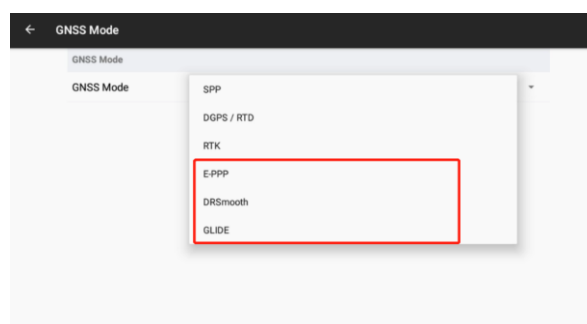 GNSS Mode
GNSS Mode
GNSS Mode
SPP
DGPS / RTD
RTK
E-PPP
DRSmooth
GLIDE